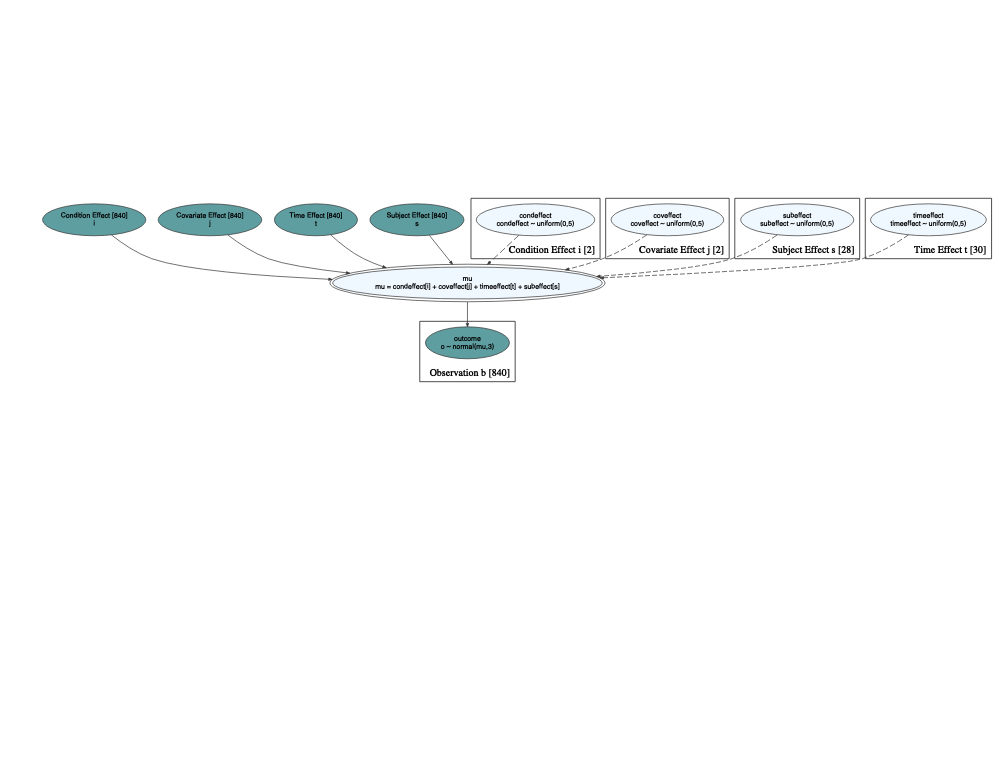 Condition Effect [840]
i
Covariate Effect [840]
j
Time Effect [840]
t
Subject Effect [840]
s
condeffect
condeffect ~ uniform(0,5)
Condition Effect i [2]
coveffect
coveffect ~ uniform(0,5)
Covariate Effect j [2]
subeffect
subeffect ~ uniform(0,5)
Subject Effect s [28]
timeeffect
timeeffect ~ uniform(0,5)
Time Effect t [30]
mu
mu = condeffect[i] + coveffect[j] + timeeffect[t] + subeffect[s]
outcome
o ~ normal(mu,3)
Observation b [840]